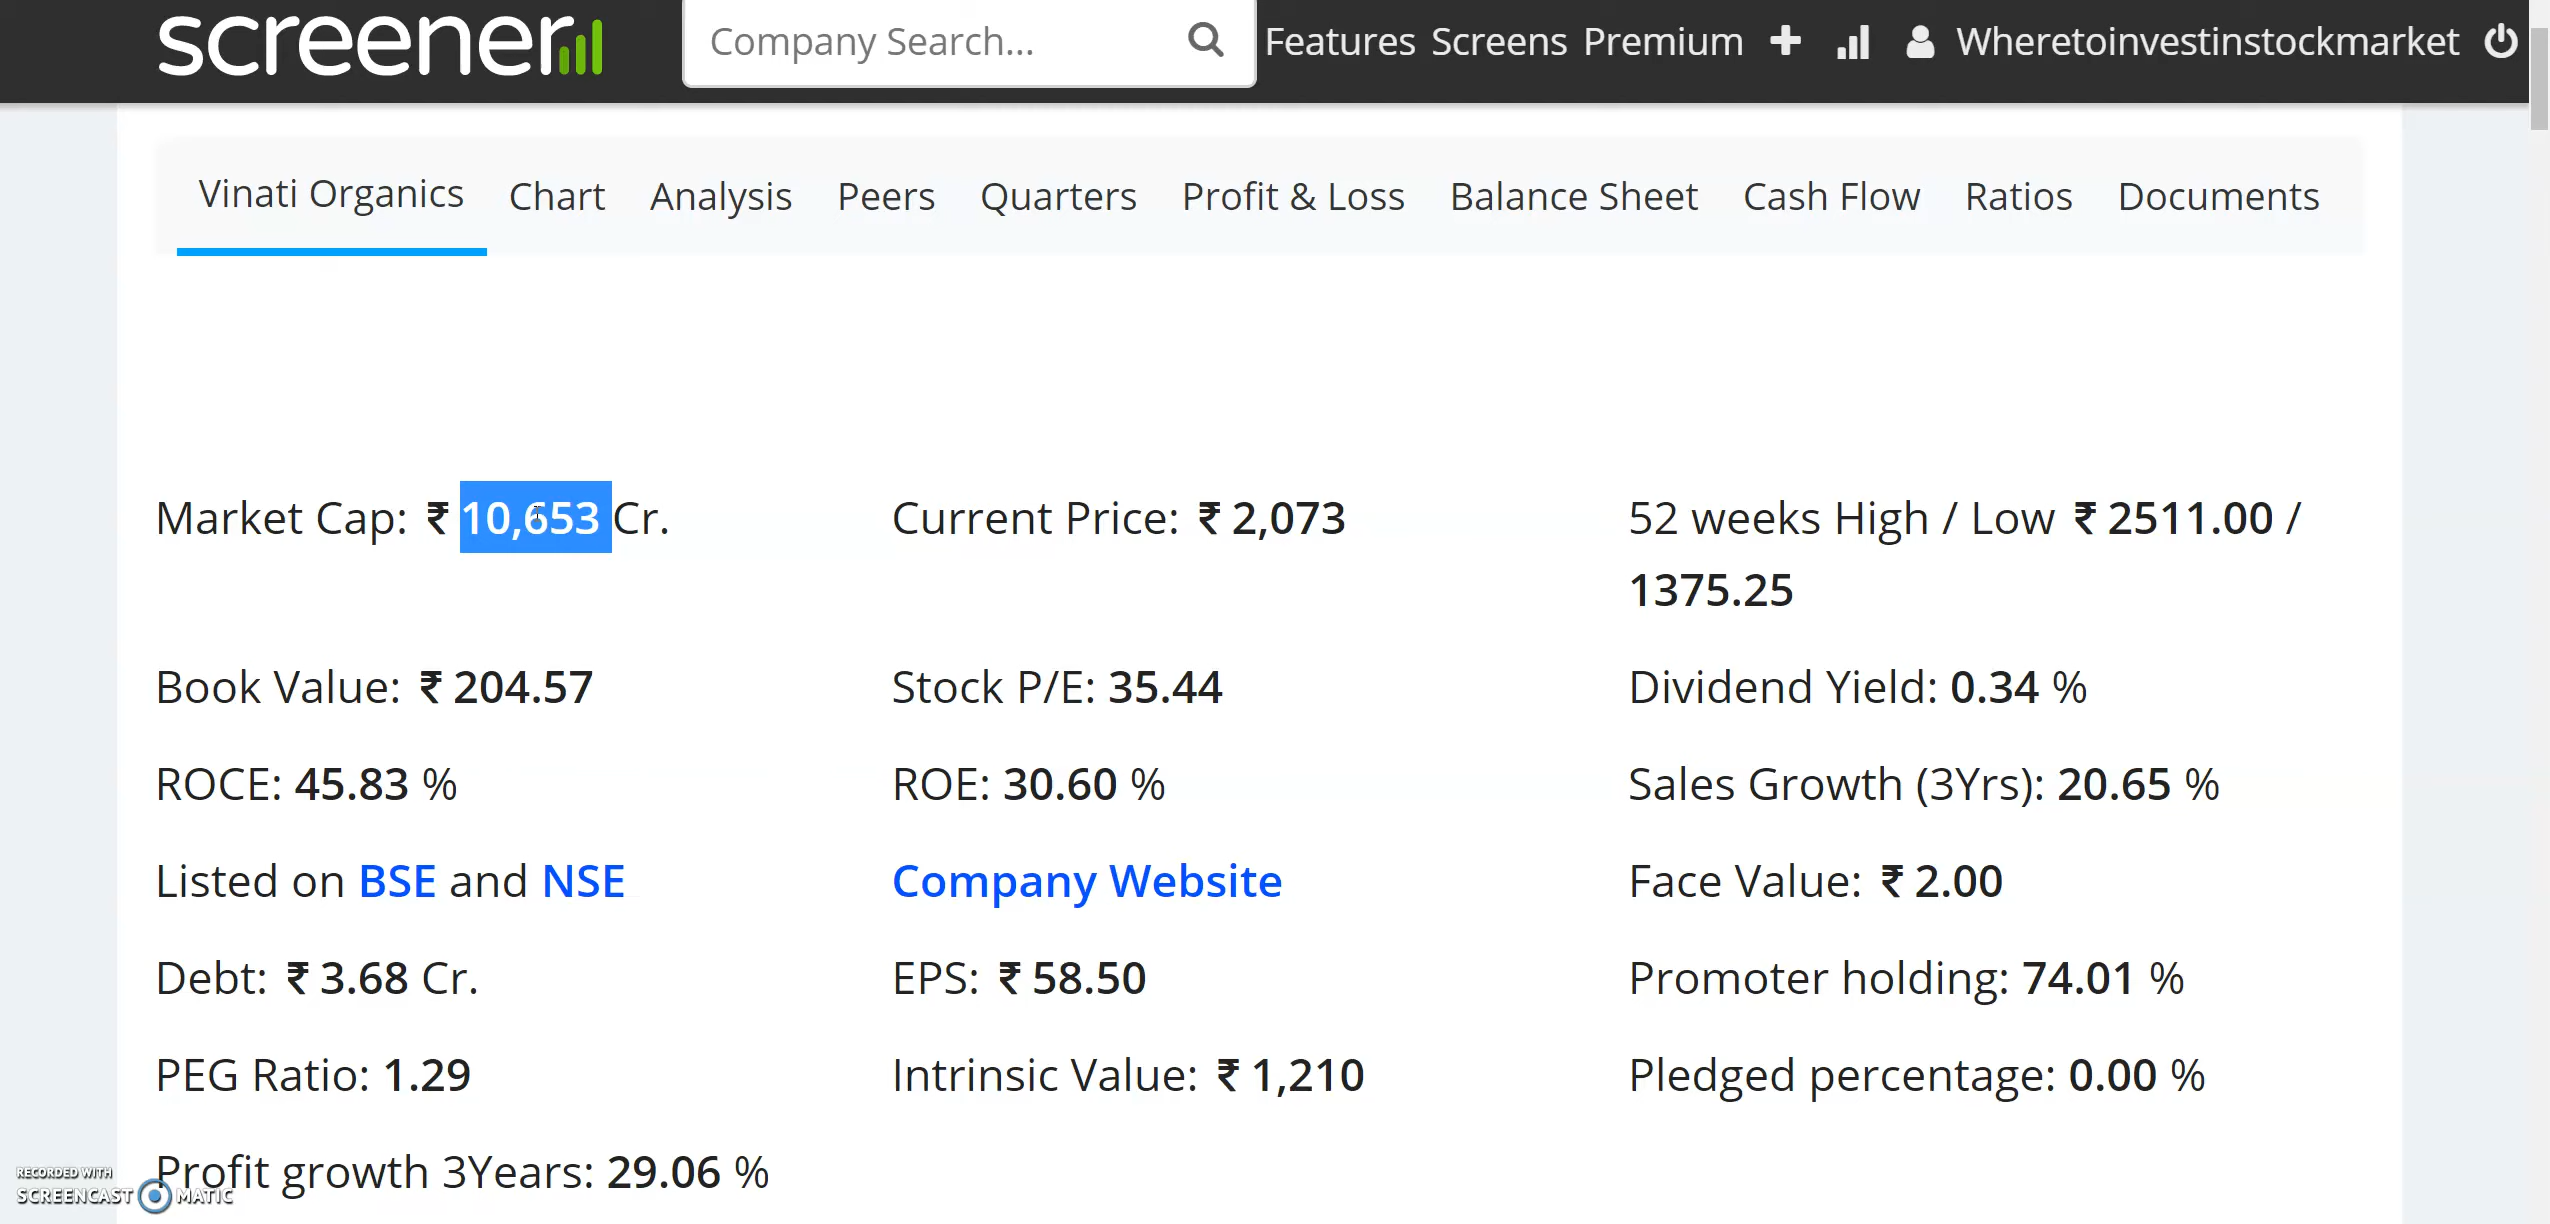 screener Company Search... Features Screens Premium Wheretoinvestinstockmarket
Vinati Organics Chart Analysis Peers Quarters Profit & Loss Balance Sheet Cash Flow Ratios Documents
Market Cap: ₹ 10,653 Cr. Current Price: ₹ 2,073 52 weeks High / Low ₹ 2511.00 /
1375.25
Book Value: ₹ 204.57 Stock P/E: 35.44 Dividend Yield: 0.34 %
ROCE: 45.83 % ROE: 30.60 % Sales Growth (3Yrs): 20.65 %
Listed on BSE and NSE Company Website Face Value: ₹ 2.00
Debt: ₹ 3.68 Cr. EPS: ₹ 58.50 Promoter holding: 74.01 %
PEG Ratio: 1.29 Intrinsic Value: ₹ 1,210 Pledged percentage: 0.00 %
Profit growth 3Years: 29.06 %
RECORDED WITH
SCREENCAST MATIC